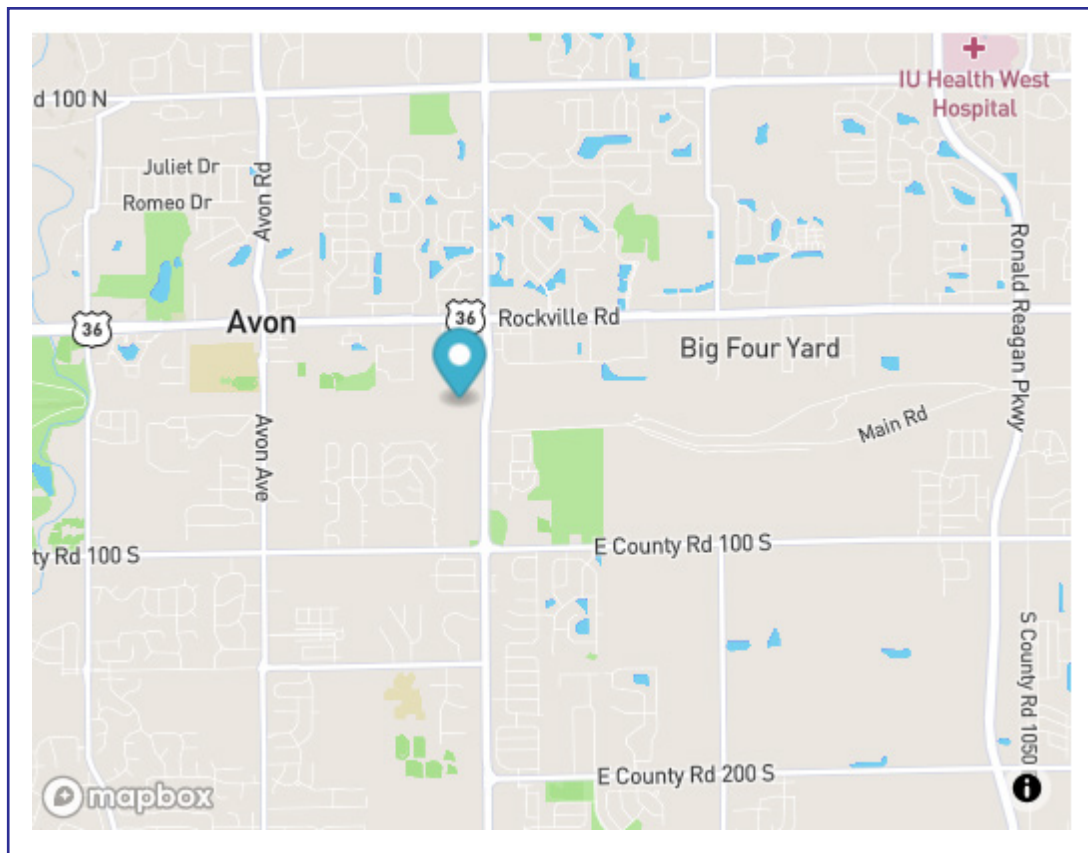 IU Health West
Hospital
d 100 N
Juliet Dr
Romeo Dr
Avon Rd
Ronald Reagan Pkwy
36
Avon
36
Rockville Rd
Big Four Yard
Main Rd
Avon Ave
E County Rd 100 S
ty Rd 100 S
S County Rd 1050
E County Rd 200 S
mapbox
i